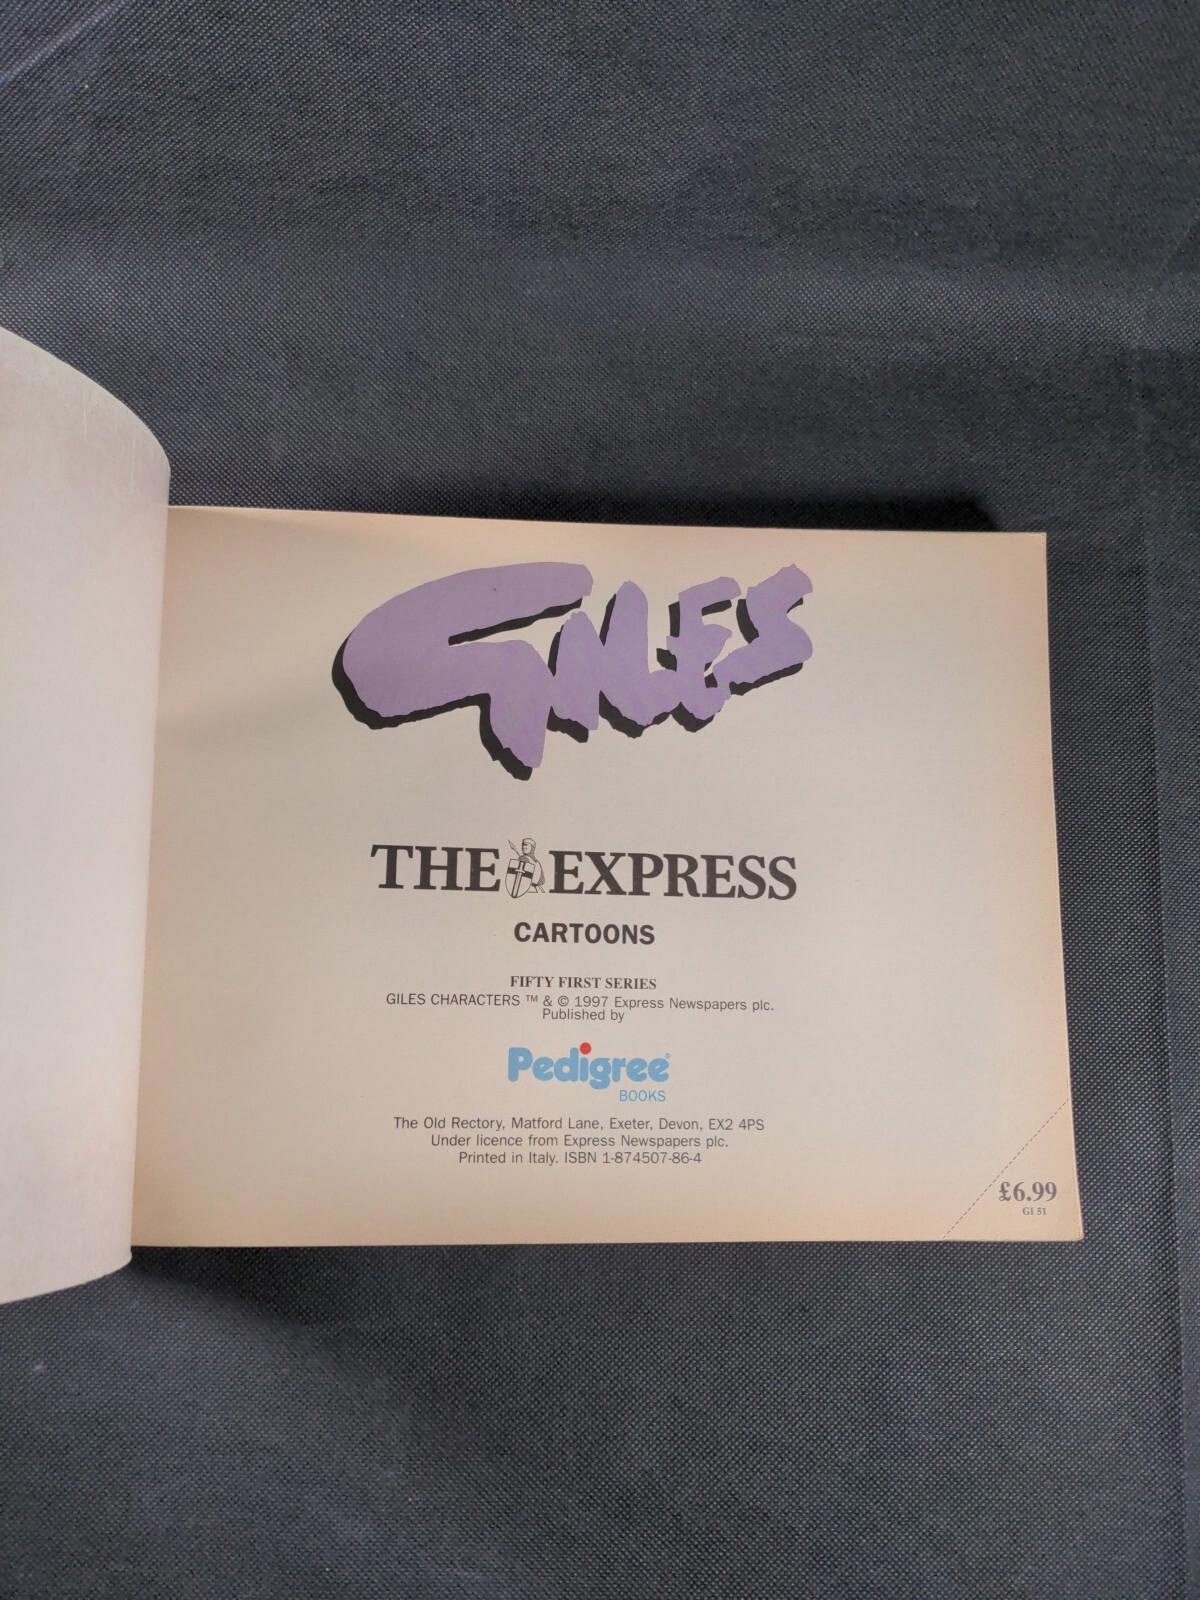 GILES
THE EXPRESS
CARTOONS
FIFTY FIRST SERIES
GILES CHARACTERS ™ & © 1997 Express Newspapers plc.
Published by
Pedigree®
BOOKS
The Old Rectory, Matford Lane, Exeter, Devon, EX2 4PS
Under licence from Express Newspapers plc.
Printed in Italy. ISBN 1-874507-86-4
£6.99
GI 51